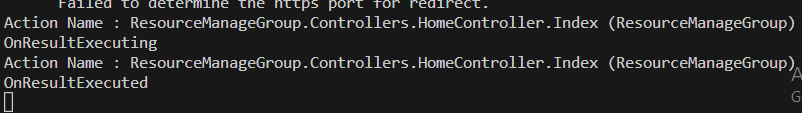 Failed to determine the https port for redirect.
Action Name : ResourceManageGroup.Controllers.HomeController.Index (ResourceManageGroup)
OnResultExecuting
Action Name : ResourceManageGroup.Controllers.HomeController.Index (ResourceManageGroup)
OnResultExecuted
A
G